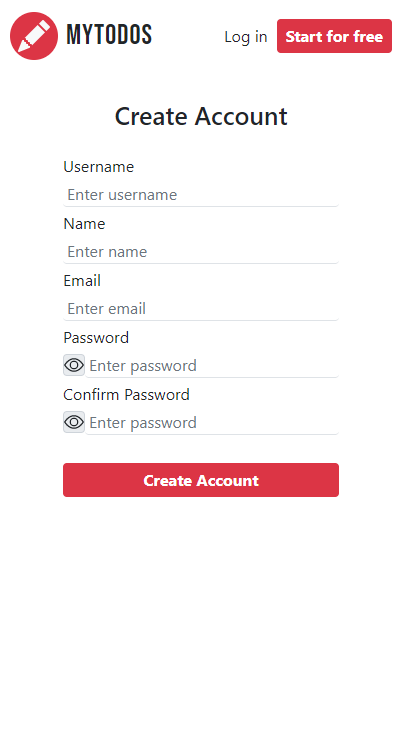 MYTODOS Log in Start for free
Create Account
Username
Enter username
Name
Enter name
Email
Enter email
Password
Enter password
Confirm Password
Enter password
Create Account